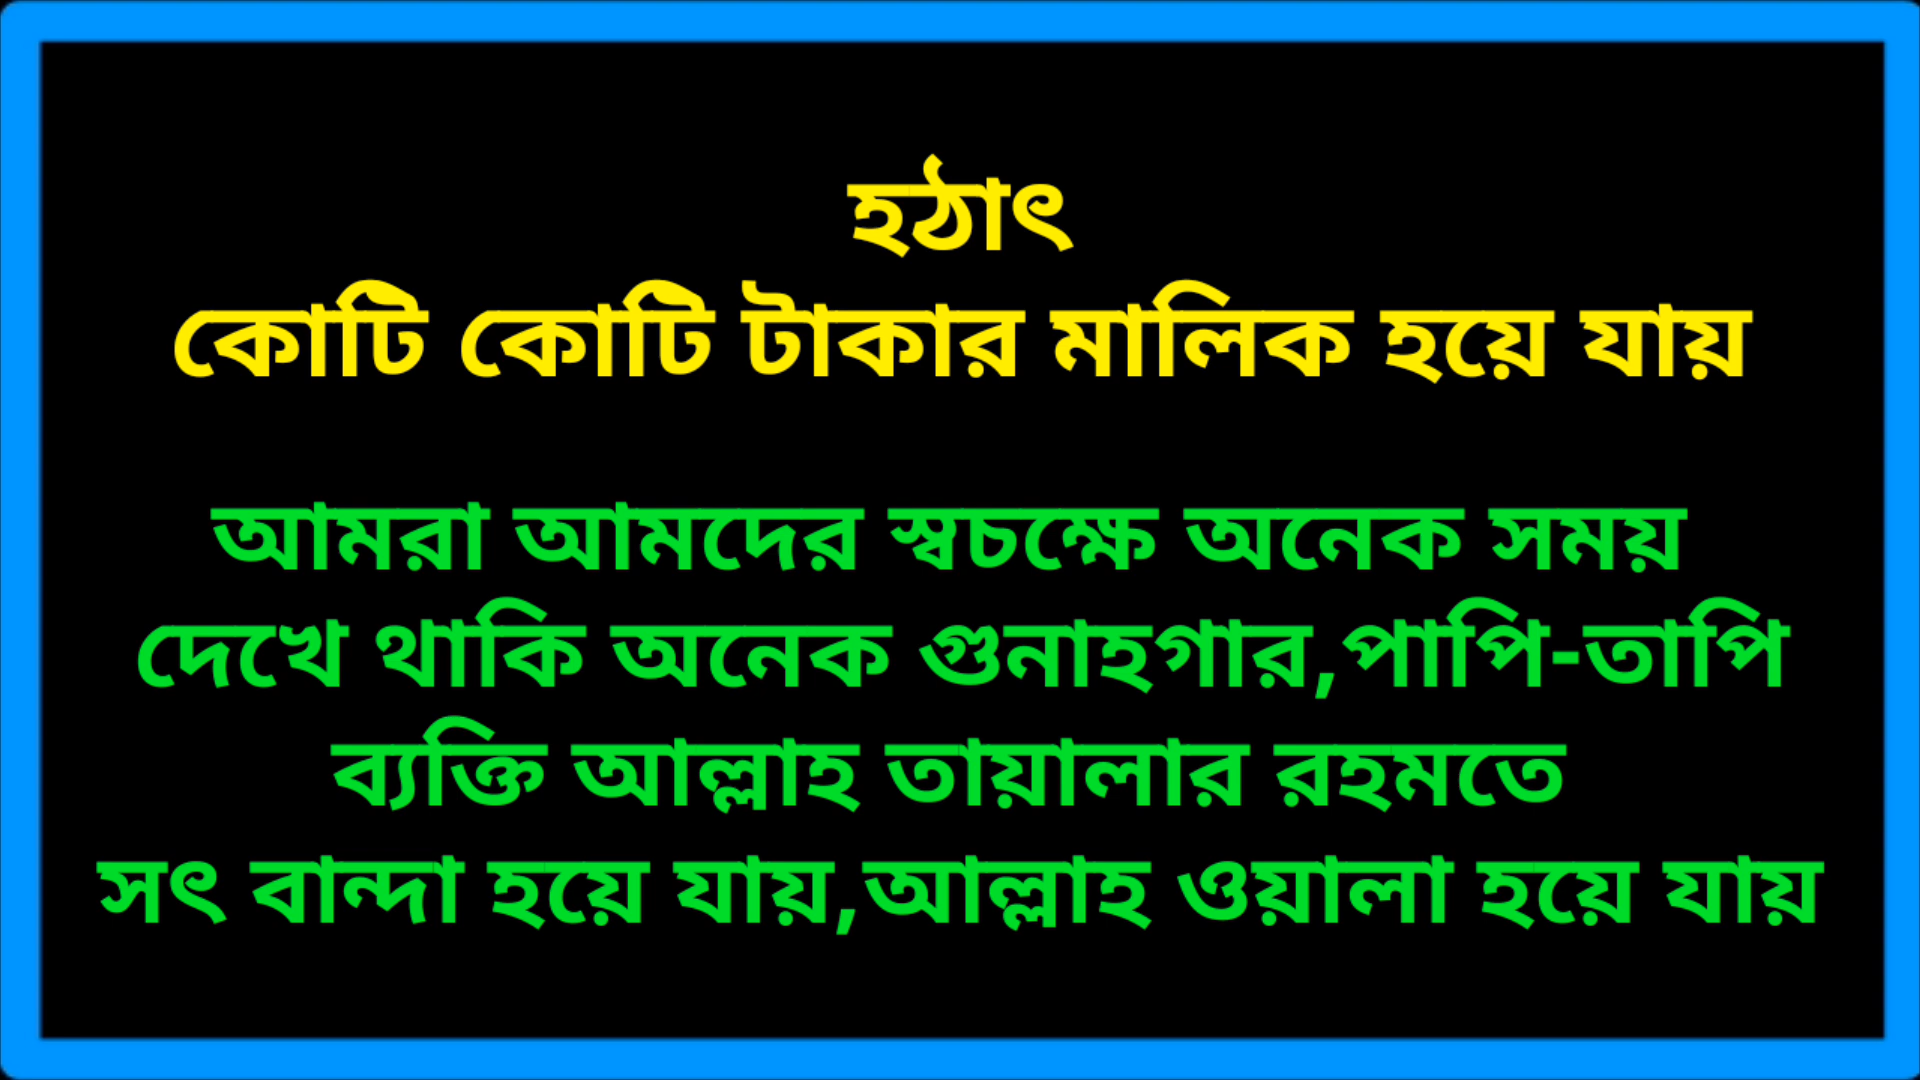 হঠাৎ
কোটি কোটি টাকার মালিক হয়ে যায়
আমরা আমদের স্বচক্ষে অনেক সময়
দেখে থাকি অনেক গুনাহগার,পাপি-তাপি
ব্যক্তি আল্লাহ তায়ালার রহমতে
সৎ বান্দা হয়ে যায়,আল্লাহ ওয়ালা হয়ে যায়